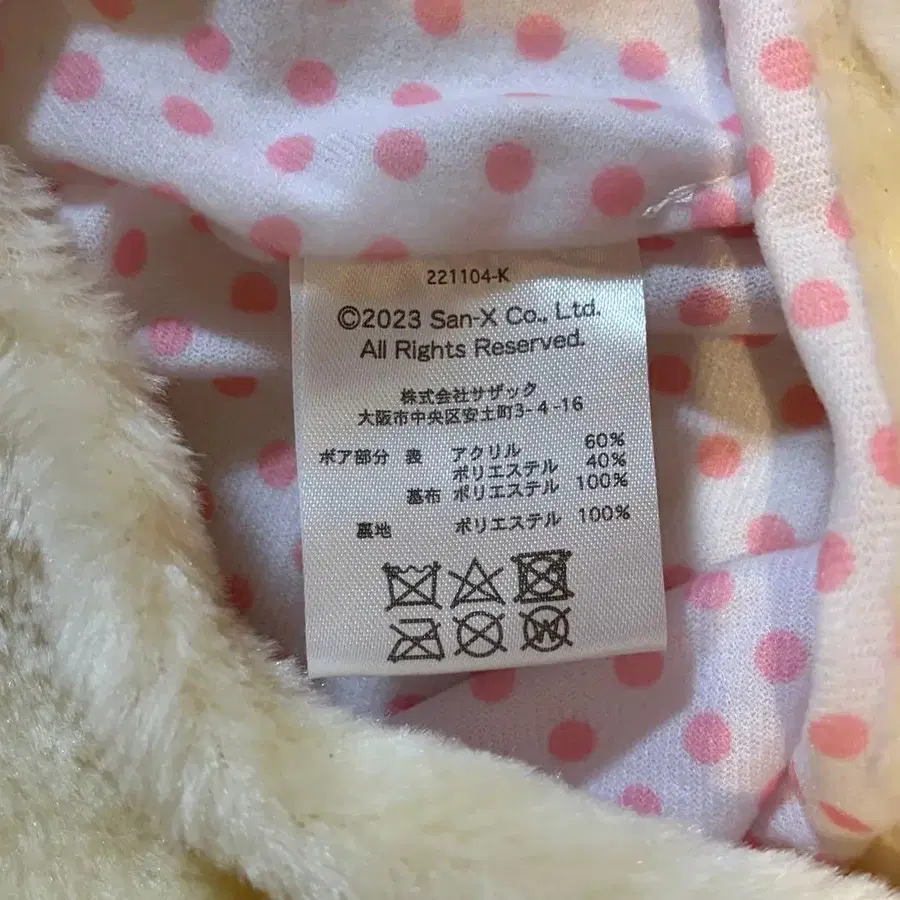 221104-K
©2023 San-X Co., Ltd.
All Rights Reserved.
株式会社サザック
大阪市中央区安土町3-4-16
ボア部分 表 アクリル 60%
ポリエステル 40%
基布 ポリエステル 100%
裏地 ポリエステル 100%
W